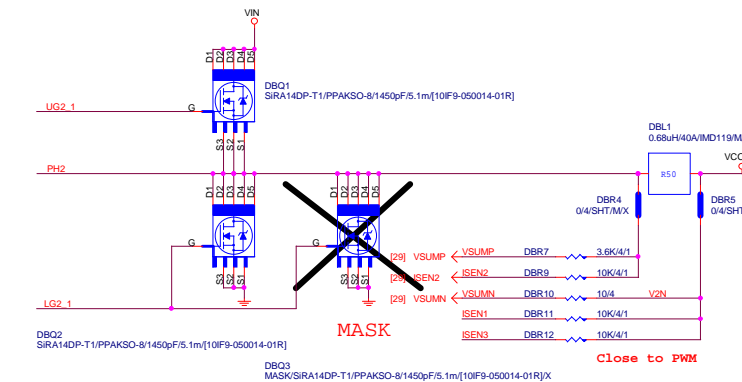 VIN
D1
D2
D3
D4
D5
DBQ1
SiRA14DP-T1/PPAKSO-8/1450pF/5.1m/[10IF9-050014-01R]
UG2_1
G
S3
S2
S1
DBL1
0.68uH/40A/IMD119/M
VCC
PH2
R50
D1
D2
D3
D4
D5
D1
D2
D3
D4
D5
DBR4
0/4/SHT/M/X
DBR5
0/4/SHT
G
G
[29] VSUMP
VSUMP
DBR7
3.6K/4/1
[29] ISEN2
ISEN2
DBR9
10K/4/1
S3
S2
S1
S3
S2
S1
[29] VSUMN
VSUMN
DBR10
10/4
V2N
LG2_1
ISEN1
DBR11
10K/4/1
MASK
ISEN3
DBR12
10K/4/1
DBQ2
SiRA14DP-T1/PPAKSO-8/1450pF/5.1m/[10IF9-050014-01R]
Close to PWM
DBQ3
MASK/SiRA14DP-T1/PPAKSO-8/1450pF/5.1m/[10IF9-050014-01R]/X